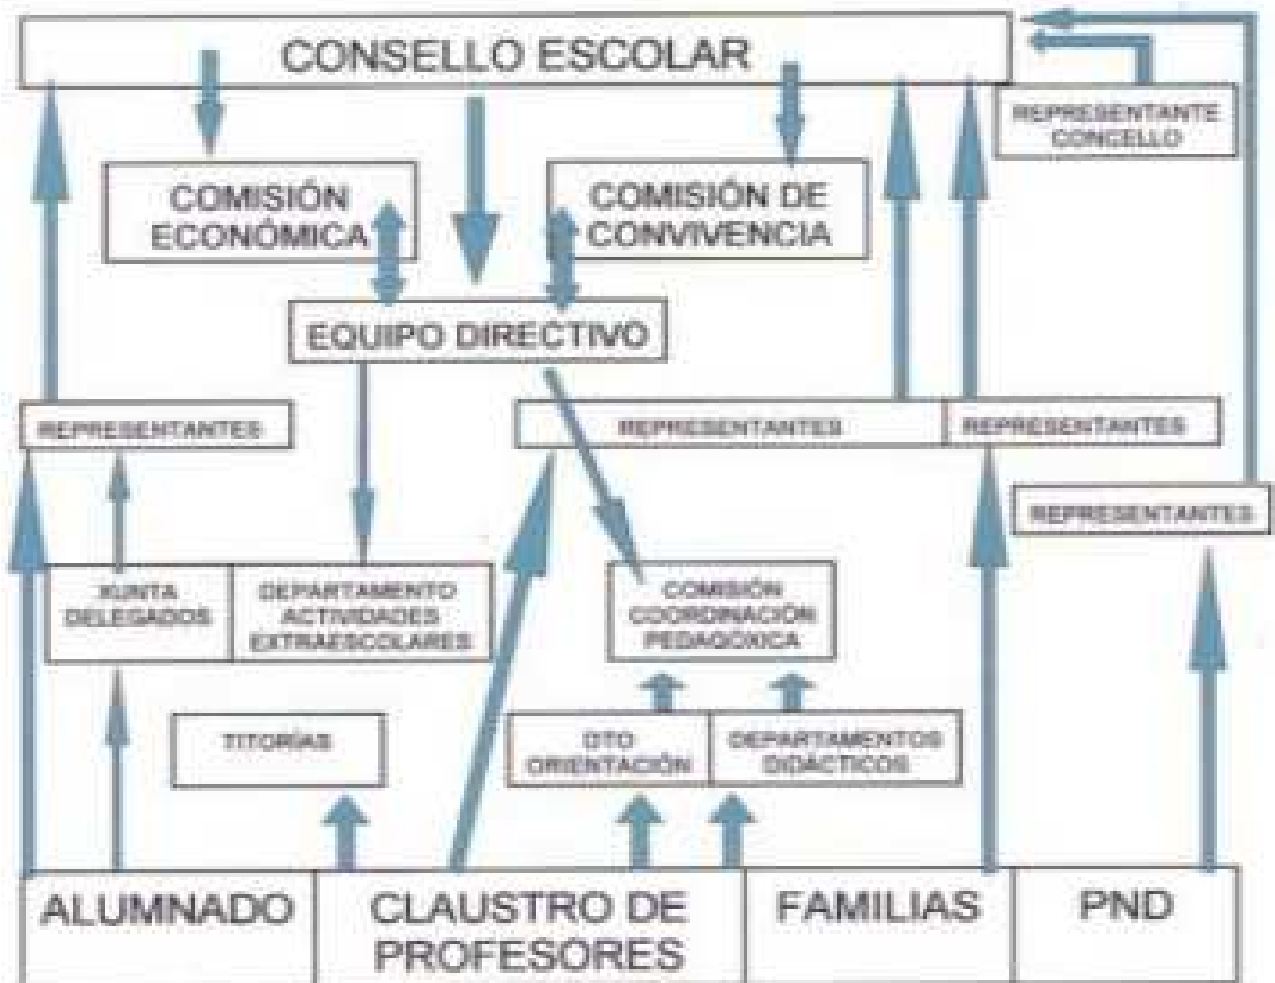 CONSELLO ESCOLAR
REPRESENTANTE
CONCELLO
COMISIÓN
ECONÓMICA
COMISIÓN DE
CONVIVENCIA
EQUIPO DIRECTIVO
REPRESENTANTES
REPRESENTANTES
REPRESENTANTES
REPRESENTANTES
XUNTA
DELEGADOS
DEPARTAMENTO
ACTIVIDADES
EXTRAESCOLARES
COMISIÓN
COORDINACIÓN
PEDAGÓXICA
TITORÍAS
DTO
ORIENTACIÓN
DEPARTAMENTOS
DIDÁCTICOS
ALUMNADO
CLAUSTRO DE
PROFESORES
FAMILIAS
PND